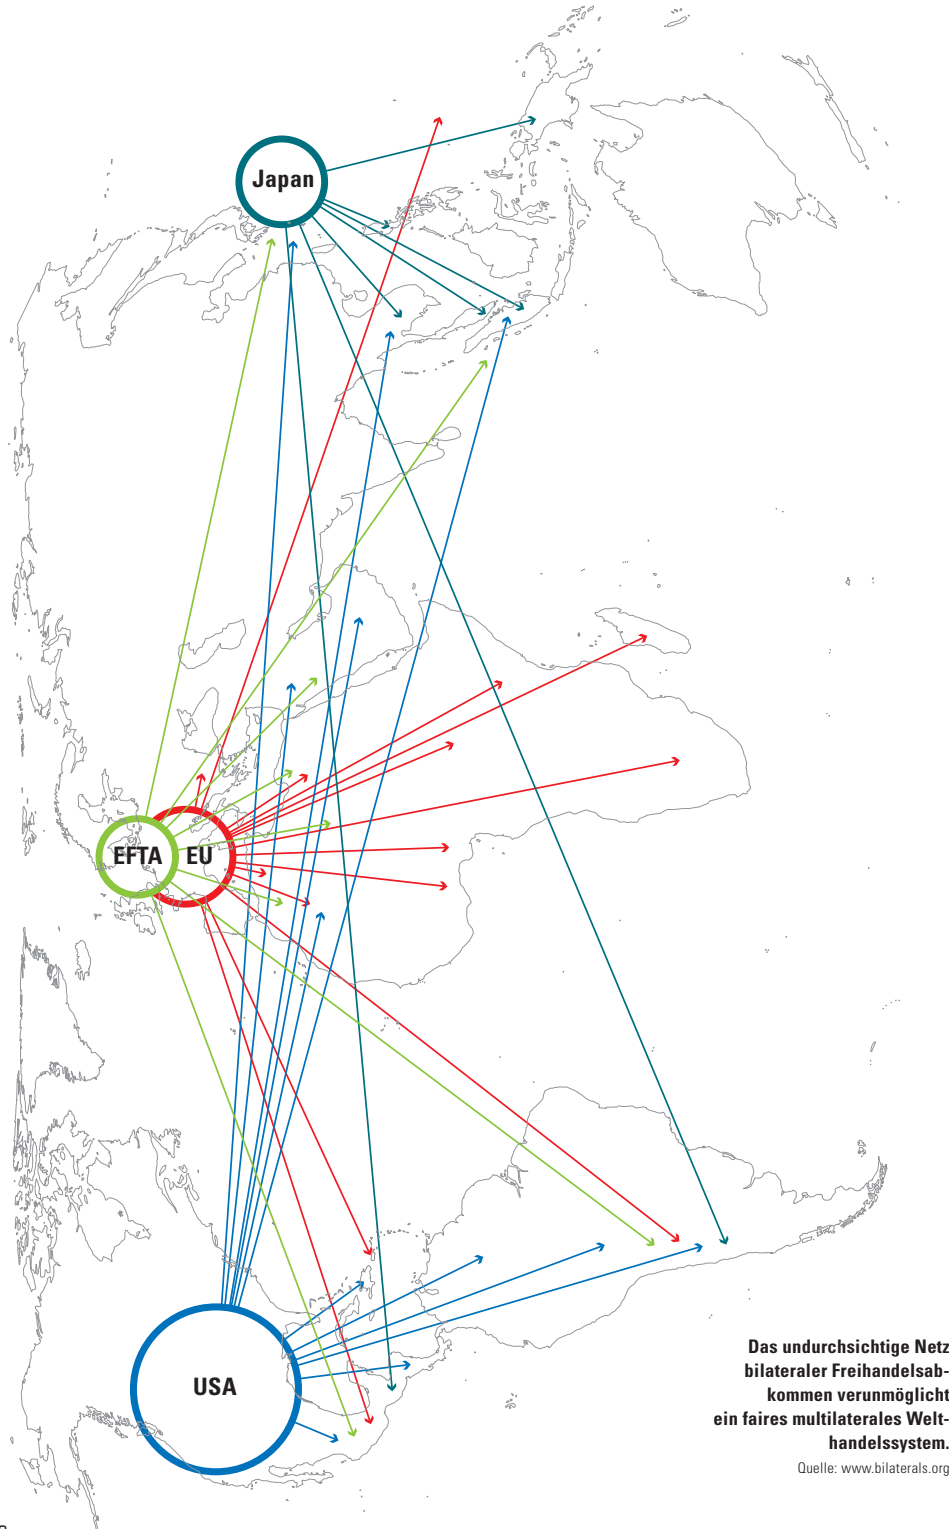 Japan
EFTA
EU
USA
Das undurchsichtige Netz
bilateraler Freihandelsab-
kommen verunmöglicht
ein faires multilaterales Welt-
handelssystem.
Quelle: www.bilaterals.org